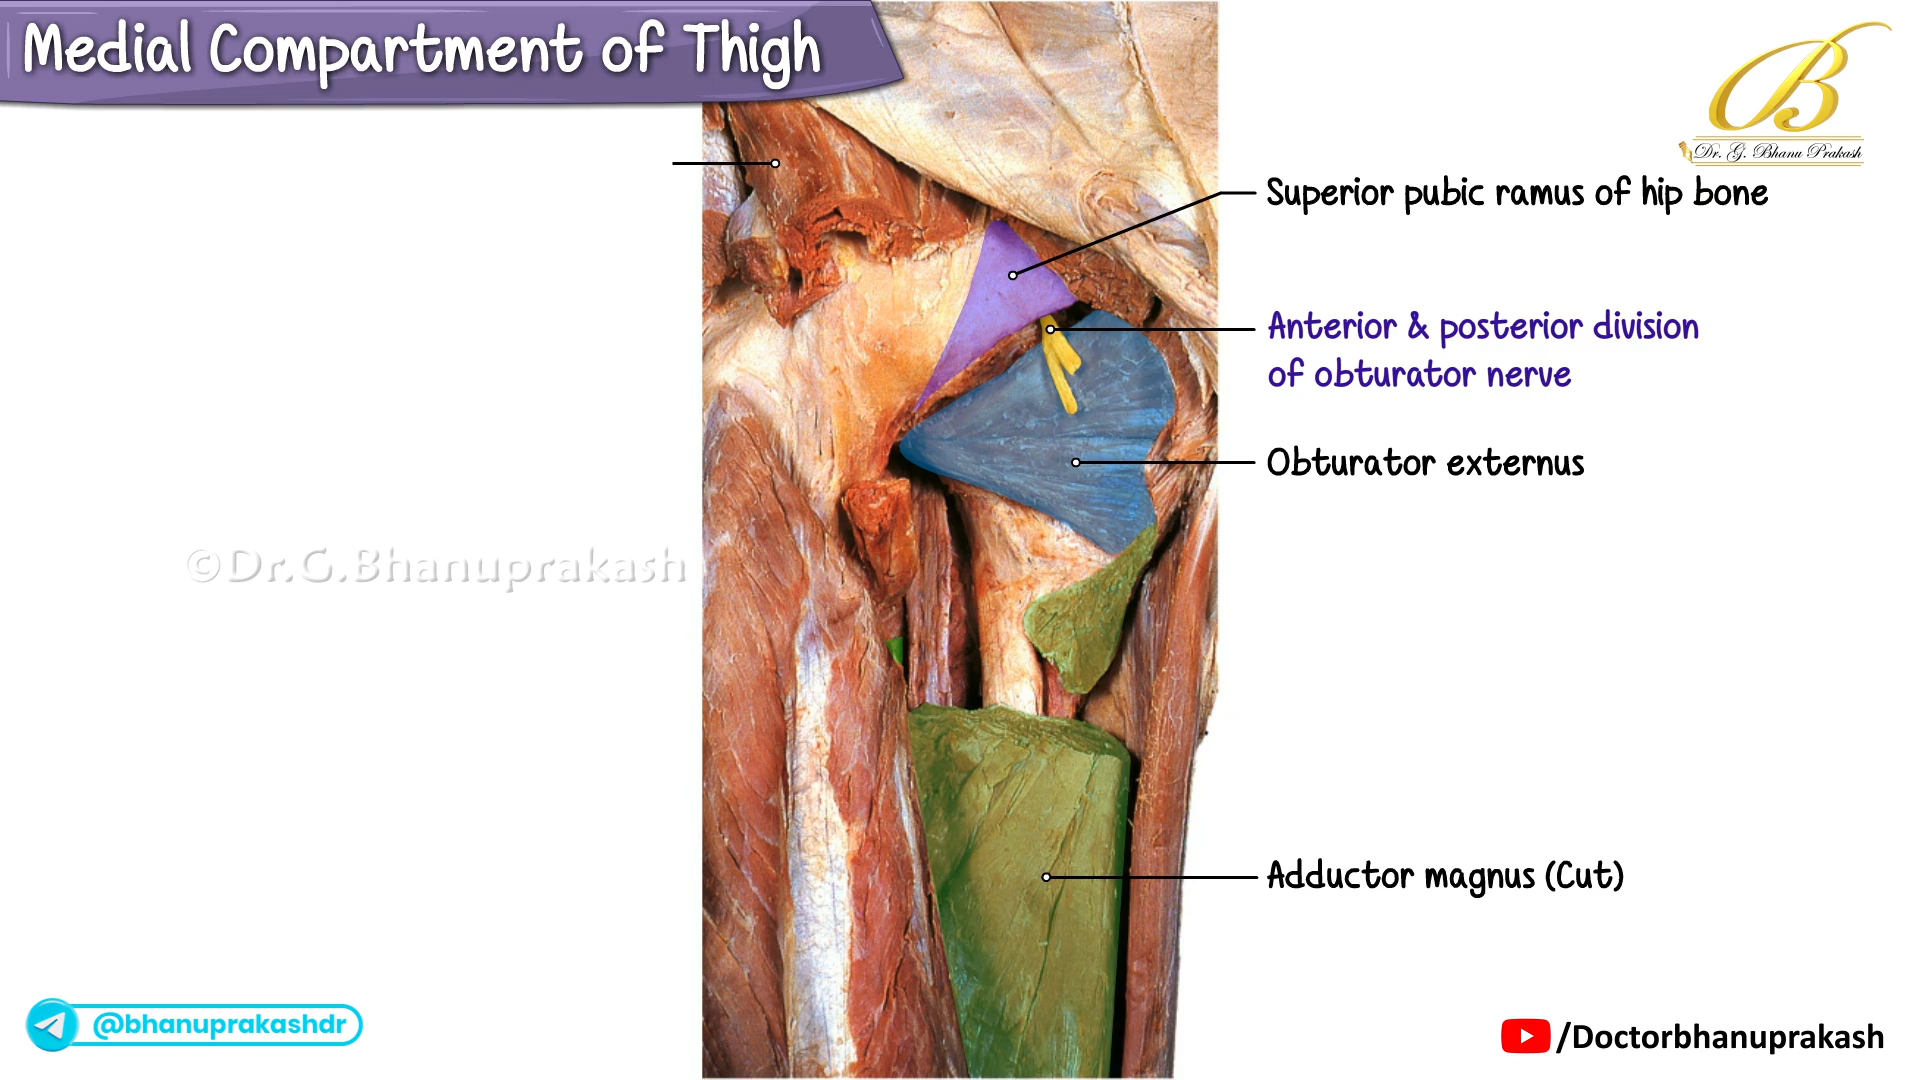 Medial Compartment of Thigh
B
Dr. G. Bhanu Prakash
Superior pubic ramus of hip bone
Anterior & posterior division
of obturator nerve
Obturator externus
©Dr.G.Bhanuprakash
Adductor magnus (Cut)
@bhanuprakashdr
/Doctorbhanuprakash